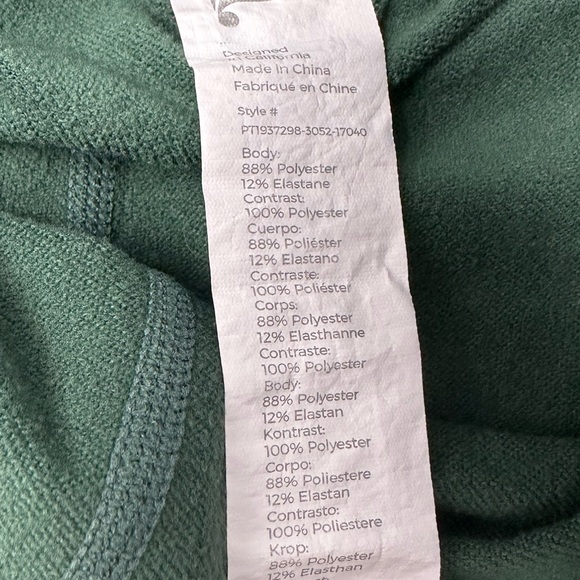 Designed
in California
Made in China
Fabriqué en Chine
Style #
PT1937298-3052-17040
Body:
88% Polyester
12% Elastane
Contrast:
100% Polyester
Cuerpo:
88% Poliéster
12% Elastano
Contraste:
100% Poliéster
Corps:
88% Polyester
12% Elasthanne
Contraste:
100% Polyester
Body:
88% Polyester
12% Elastan
Kontrast:
100% Polyester
Corpo:
88% Poliestere
12% Elastan
Contrasto:
100% Poliestere
Krop:
88% Polyester
12% Elasthan